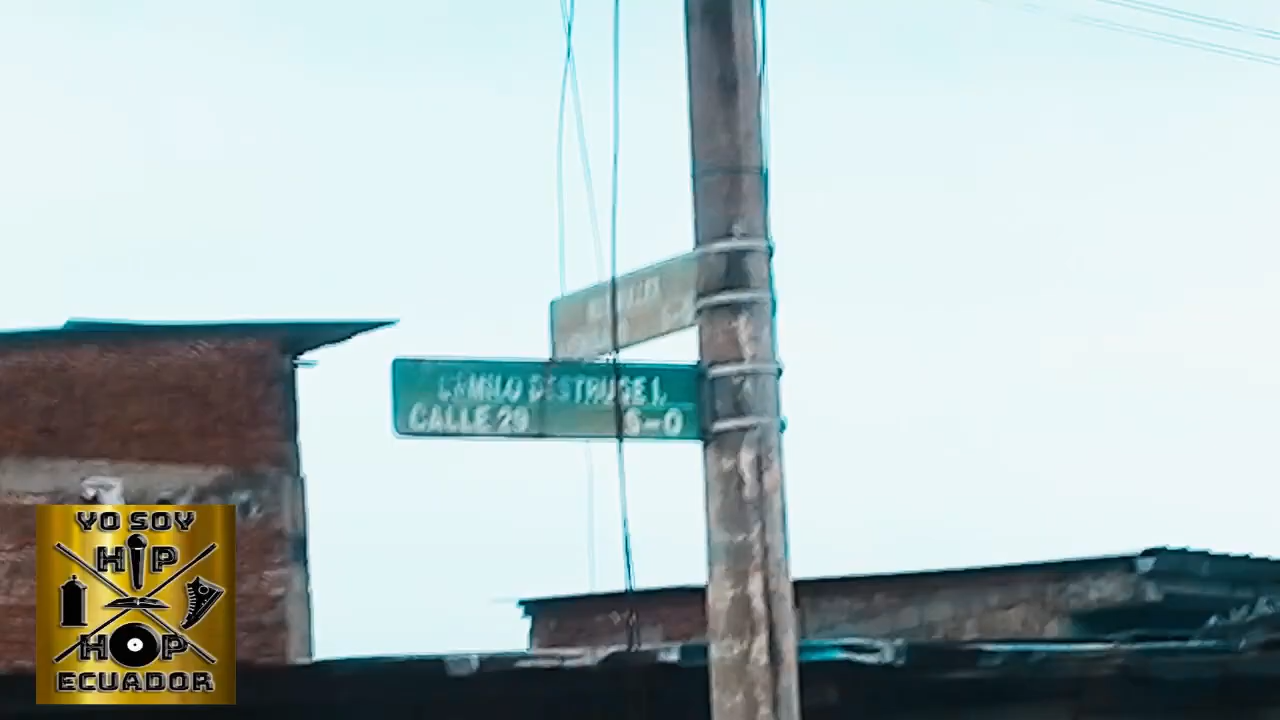 CAMILO DESTRUGE I.
CALLE 29 S-O
YO SOY
HIP
HOP
ECUADOR